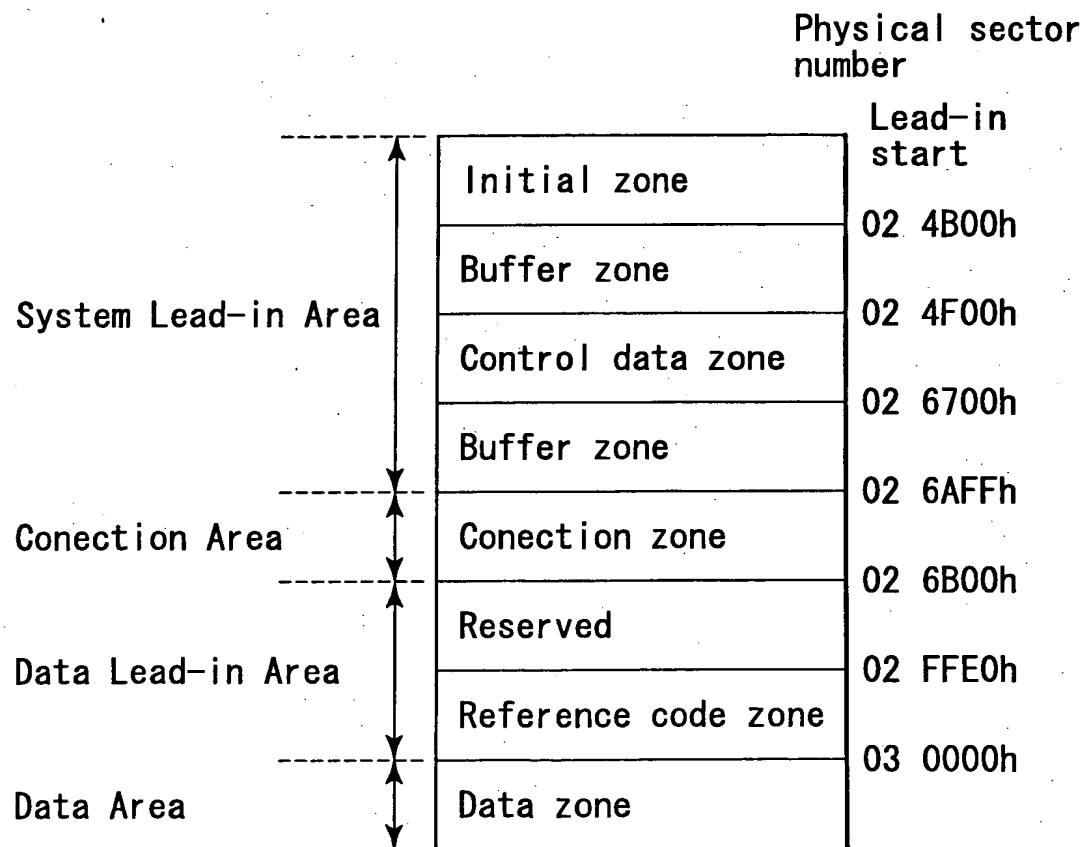 Physical sector
number
Lead-in
start
Initial zone
02 4B00h
Buffer zone
02 4F00h
System Lead-in Area
Control data zone
02 6700h
Buffer zone
02 6AFFh
Conection Area
Conection zone
02 6B00h
Reserved
Data Lead-in Area
02 FFE0h
Reference code zone
03 0000h
Data Area
Data zone